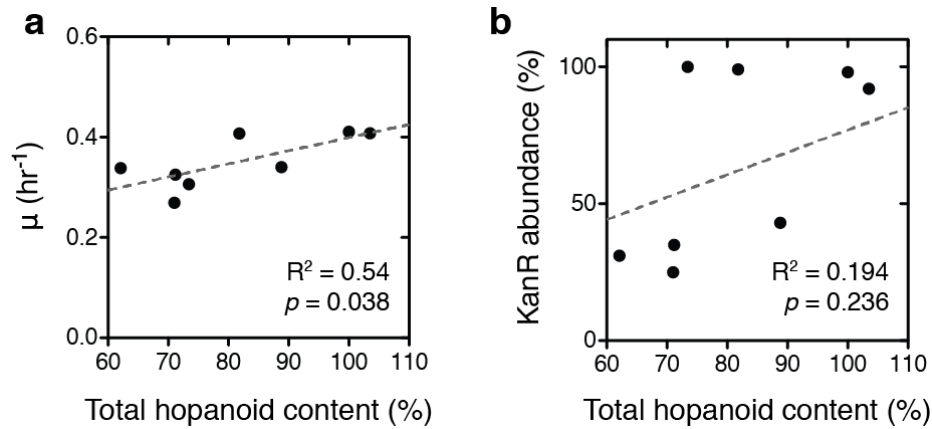 a
0.6
0.4
0.2
0.0
μ (hr-1)
R2 = 0.54
p = 0.038
60 70 80 90 100 110
Total hopanoid content (%)
b
100
50
0
KanR abundance (%)
R2 = 0.194
p = 0.236
60 70 80 90 100 110
Total hopanoid content (%)